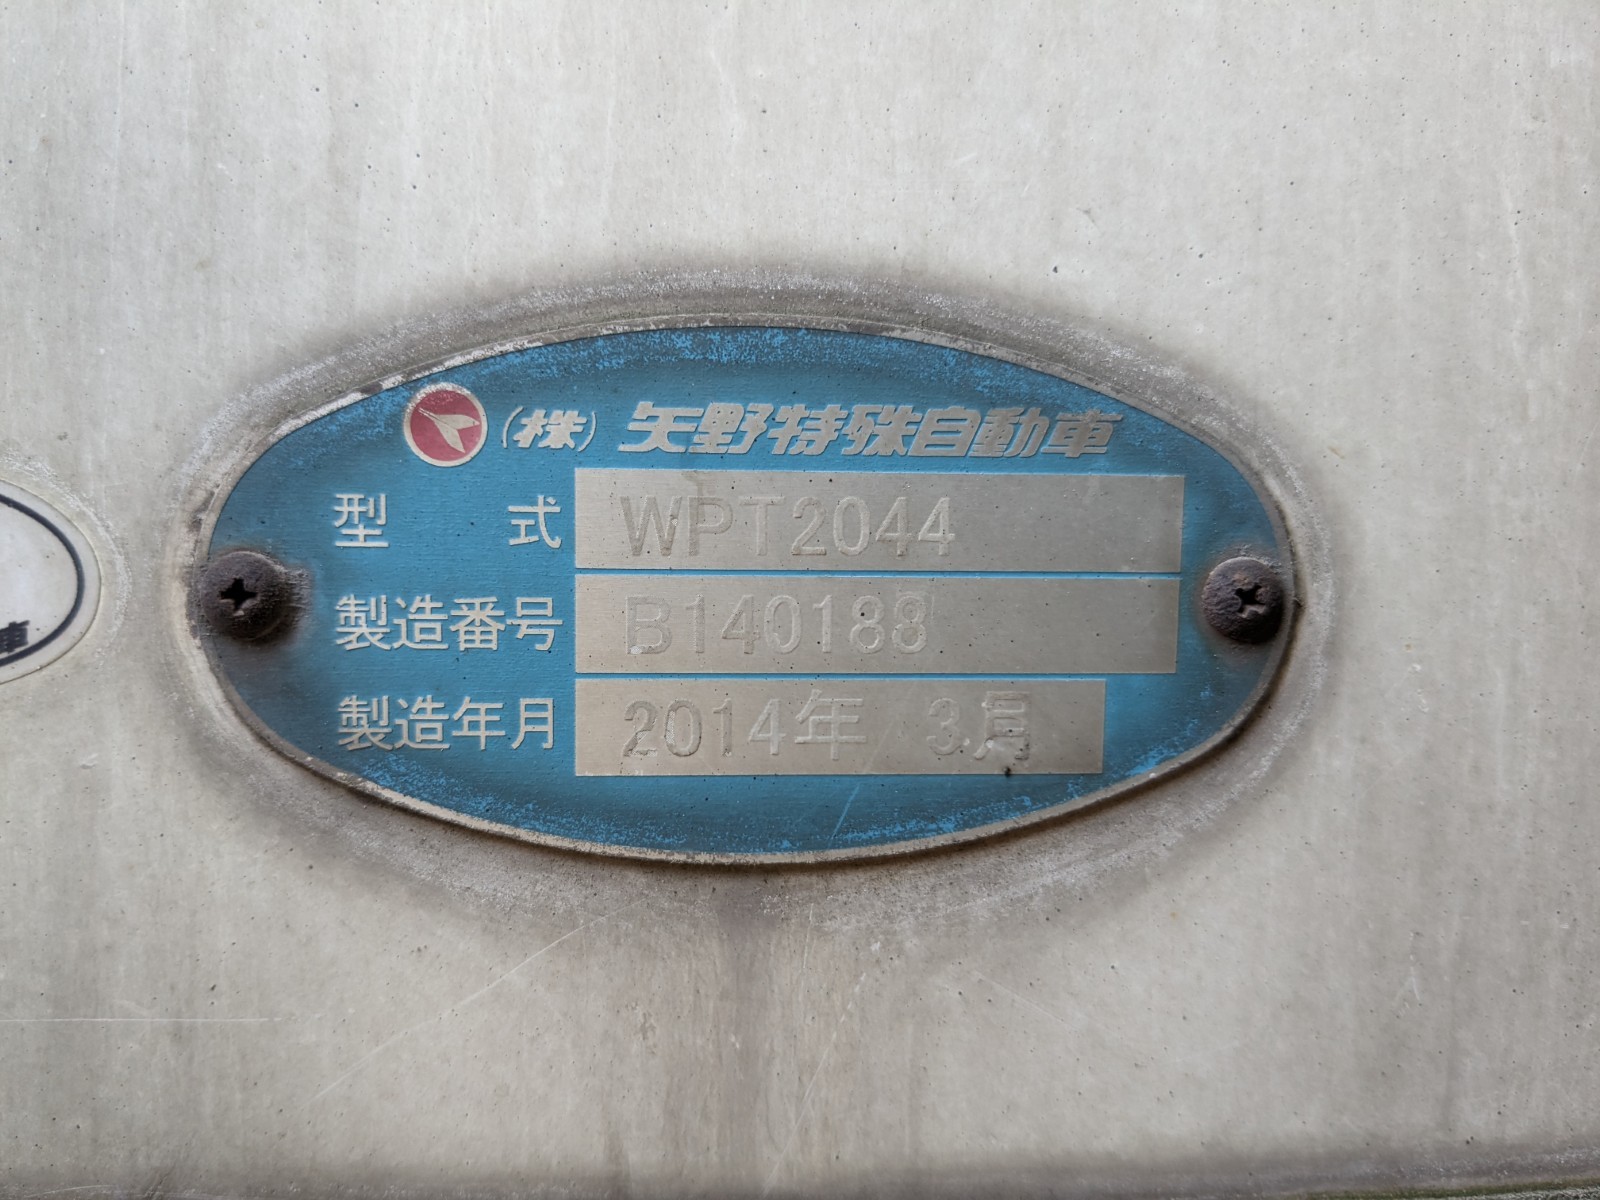 (株) 矢野特殊自動車
型式 WPT2044
製造番号 B140188
製造年月 2014年 3月
車